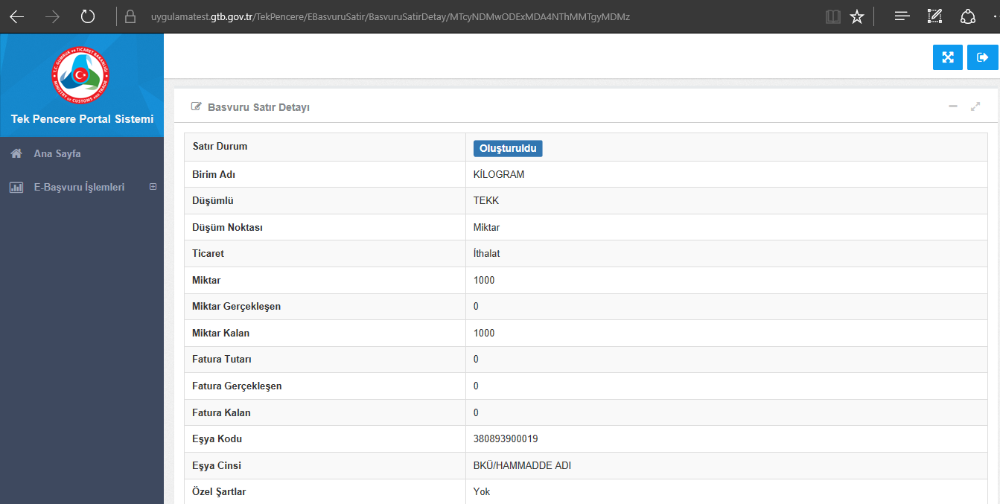 uygulamatest.gtb.gov.tr/TekPencere/EBasvuruSatir/BasvuruSatirDetay/MTcyNDMwODExMDA4NThMMTgyMDMz
T.C. GÜMRÜK ve TİCARET BAKANLIĞI
MINISTRY OF CUSTOMS AND TRADE
Tek Pencere Portal Sistemi
Ana Sayfa
E-Başvuru İşlemleri
Basvuru Satır Detayı
Satır Durum Oluşturuldu
Birim Adı KİLOGRAM
Düşümlü TEKK
Düşüm Noktası Miktar
Ticaret İthalat
Miktar 1000
Miktar Gerçekleşen 0
Miktar Kalan 1000
Fatura Tutarı 0
Fatura Gerçekleşen 0
Fatura Kalan 0
Eşya Kodu 380893900019
Eşya Cinsi BKÜ/HAMMADDE ADI
Özel Şartlar Yok